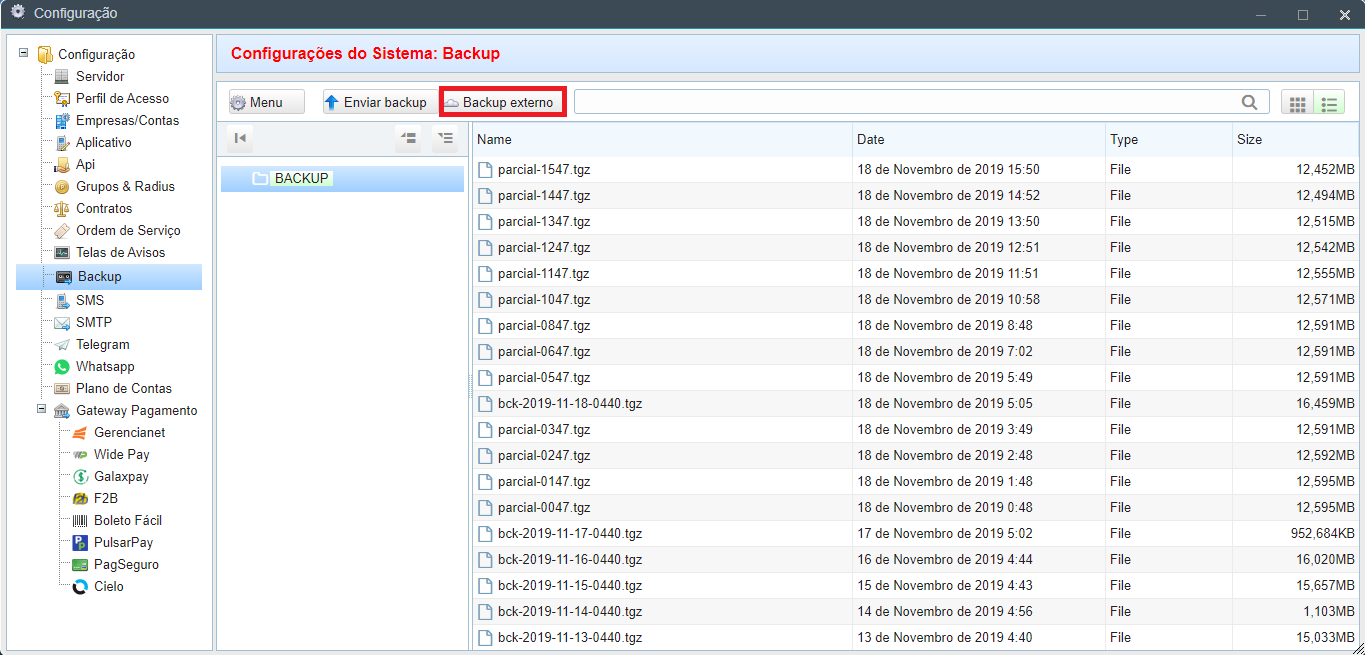 Configuração
Configuração
Servidor
Perfil de Acesso
Empresas/Contas
Aplicativo
Api
Grupos & Radius
Contratos
Ordem de Serviço
Telas de Avisos
Backup
SMS
SMTP
Telegram
Whatsapp
Plano de Contas
Gateway Pagamento
Gerencianet
Wide Pay
Galaxpay
F2B
Boleto Fácil
PulsarPay
PagSeguro
Cielo
Configurações do Sistema: Backup
Menu Enviar backup Backup externo
BACKUP
Name Date Type Size
parcial-1547.tgz 18 de Novembro de 2019 15:50 File 12,452MB
parcial-1447.tgz 18 de Novembro de 2019 14:52 File 12,494MB
parcial-1347.tgz 18 de Novembro de 2019 13:50 File 12,515MB
parcial-1247.tgz 18 de Novembro de 2019 12:51 File 12,542MB
parcial-1147.tgz 18 de Novembro de 2019 11:51 File 12,555MB
parcial-1047.tgz 18 de Novembro de 2019 10:58 File 12,571MB
parcial-0847.tgz 18 de Novembro de 2019 8:48 File 12,591MB
parcial-0647.tgz 18 de Novembro de 2019 7:02 File 12,591MB
parcial-0547.tgz 18 de Novembro de 2019 5:49 File 12,591MB
bck-2019-11-18-0440.tgz 18 de Novembro de 2019 5:05 File 16,459MB
parcial-0347.tgz 18 de Novembro de 2019 3:49 File 12,591MB
parcial-0247.tgz 18 de Novembro de 2019 2:48 File 12,592MB
parcial-0147.tgz 18 de Novembro de 2019 1:48 File 12,595MB
parcial-0047.tgz 18 de Novembro de 2019 0:48 File 12,595MB
bck-2019-11-17-0440.tgz 17 de Novembro de 2019 5:02 File 952,684KB
bck-2019-11-16-0440.tgz 16 de Novembro de 2019 4:44 File 16,020MB
bck-2019-11-15-0440.tgz 15 de Novembro de 2019 4:43 File 15,657MB
bck-2019-11-14-0440.tgz 14 de Novembro de 2019 4:56 File 1,103MB
bck-2019-11-13-0440.tgz 13 de Novembro de 2019 4:40 File 15,033MB